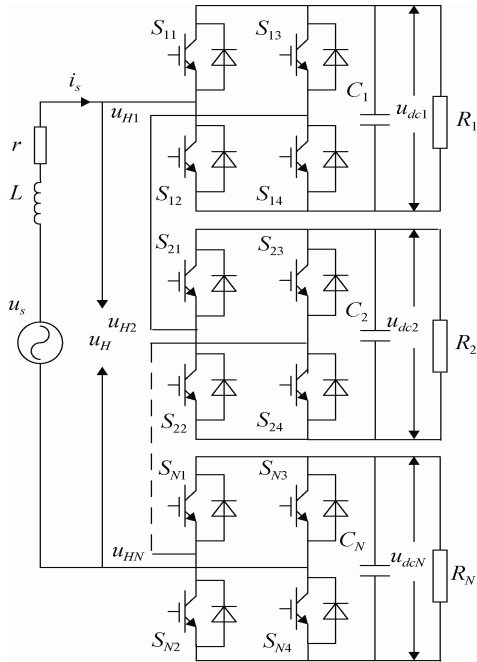 S11
S13
is
uH1
C1
udc1
R1
r
L
S12
S14
S21
S23
us
uH
uH2
C2
udc2
R2
S22
S24
SN1
SN3
uHN
CN
udcN
RN
SN2
SN4